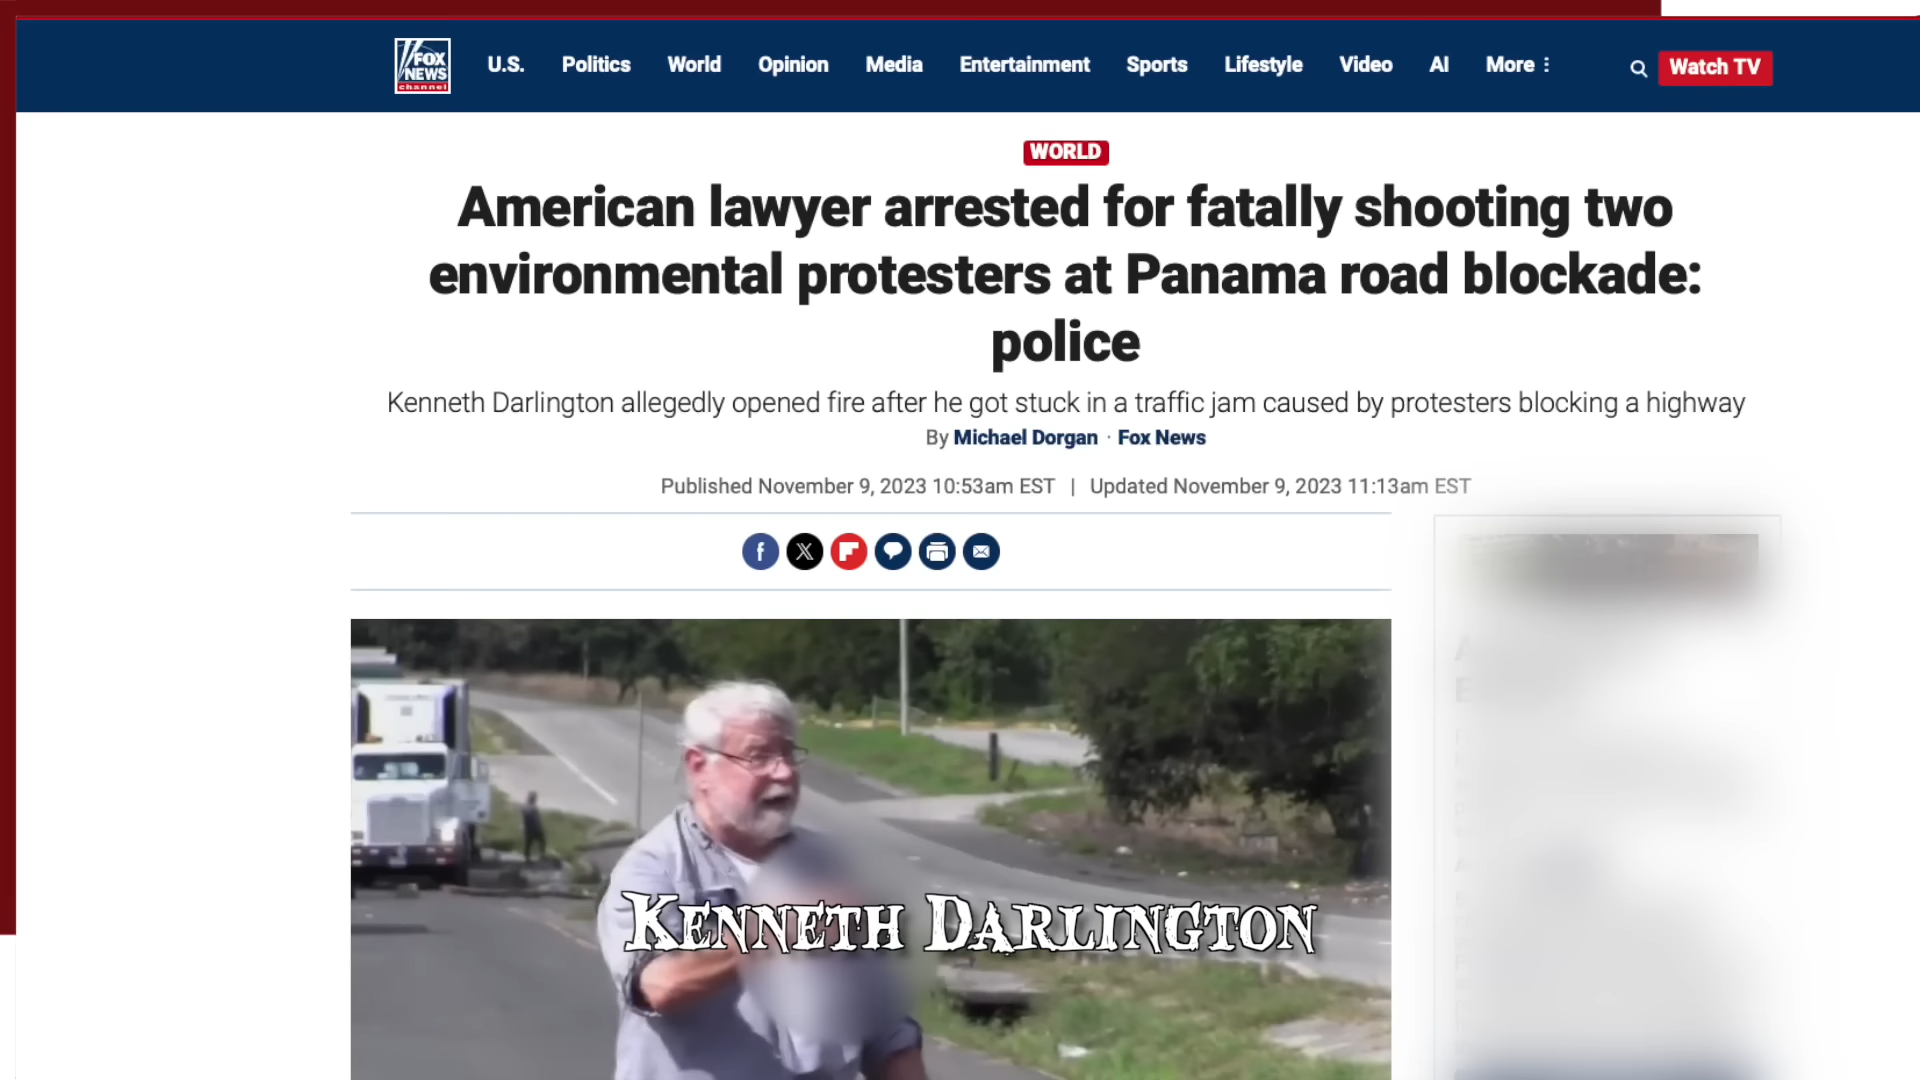 FOX
NEWS
channel
U.S. Politics World Opinion Media Entertainment Sports Lifestyle Video AI More Watch TV
WORLD
American lawyer arrested for fatally shooting two
environmental protesters at Panama road blockade:
police
Kenneth Darlington allegedly opened fire after he got stuck in a traffic jam caused by protesters blocking a highway
By Michael Dorgan · Fox News
Published November 9, 2023 10:53am EST | Updated November 9, 2023 11:13am EST
KENNETH DARLINGTON